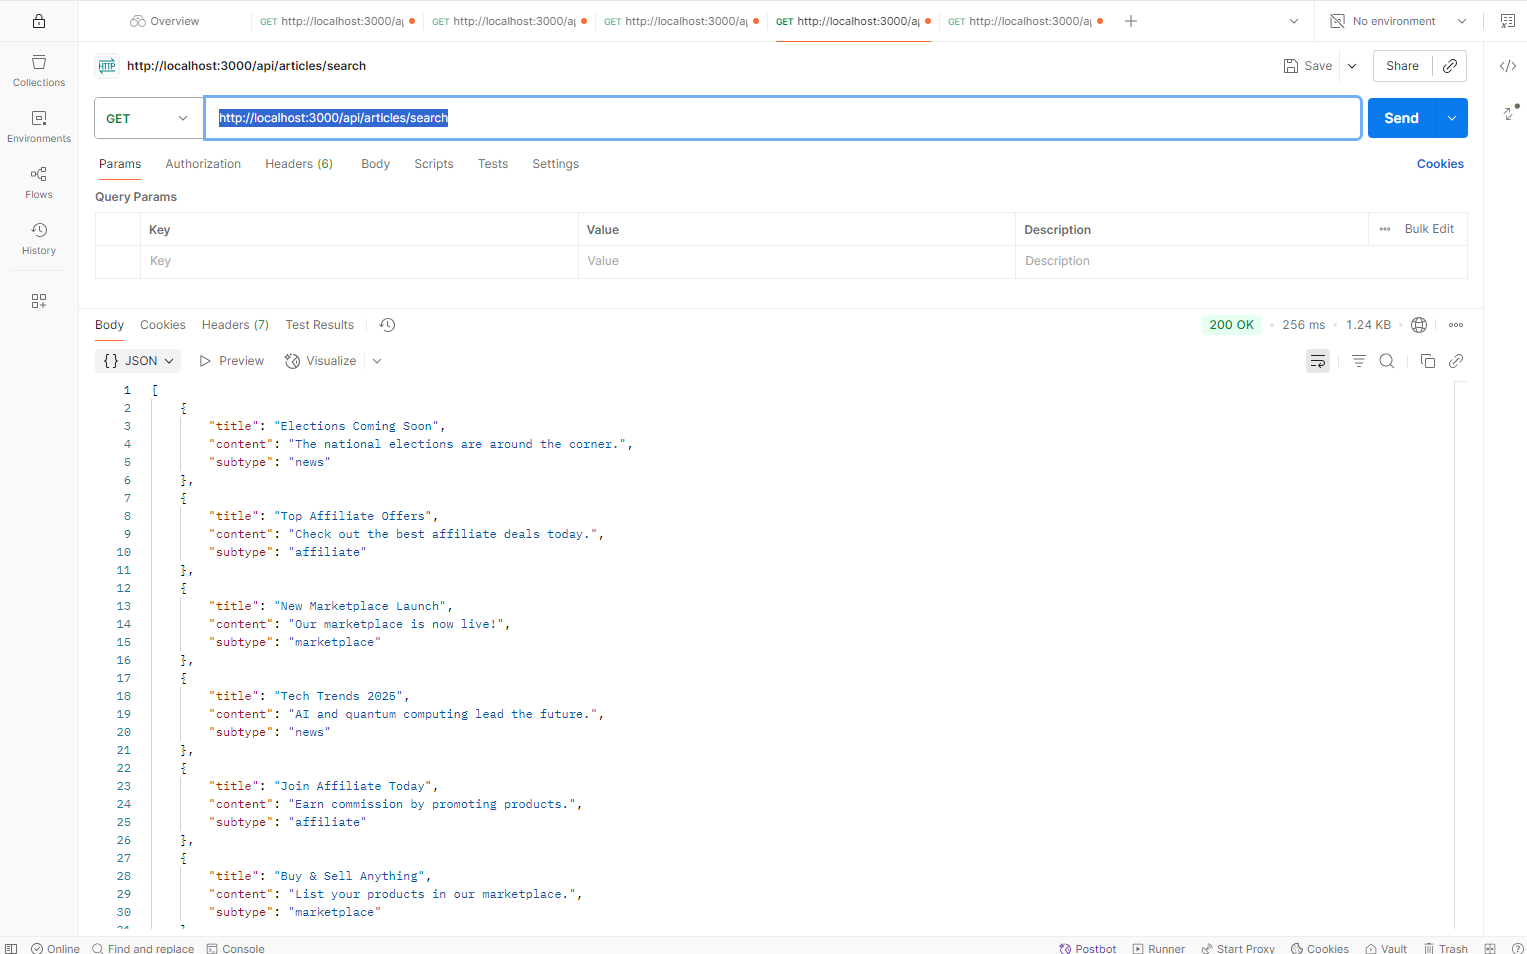 Overview
GET http://localhost:3000/a
GET http://localhost:3000/a
GET http://localhost:3000/a
GET http://localhost:3000/a
GET http://localhost:3000/a
No environment
Collections
Environments
Flows
History
HTTP http://localhost:3000/api/articles/search
Save
Share
GET http://localhost:3000/api/articles/search
Send
Params Authorization Headers (6) Body Scripts Tests Settings
Cookies
Query Params
Key Value Description Bulk Edit
Key Value Description
Body Cookies Headers (7) Test Results
200 OK • 256 ms • 1.24 KB •
{} JSON Preview Visualize
1 [
2 {
3 "title": "Elections Coming Soon",
4 "content": "The national elections are around the corner.",
5 "subtype": "news"
6 },
7 {
8 "title": "Top Affiliate Offers",
9 "content": "Check out the best affiliate deals today.",
10 "subtype": "affiliate"
11 },
12 {
13 "title": "New Marketplace Launch",
14 "content": "Our marketplace is now live!",
15 "subtype": "marketplace"
16 },
17 {
18 "title": "Tech Trends 2025",
19 "content": "AI and quantum computing lead the future.",
20 "subtype": "news"
21 },
22 {
23 "title": "Join Affiliate Today",
24 "content": "Earn commission by promoting products.",
25 "subtype": "affiliate"
26 },
27 {
28 "title": "Buy & Sell Anything",
29 "content": "List your products in our marketplace.",
30 "subtype": "marketplace"
Online Find and replace Console
Postbot Runner Start Proxy Cookies Vault Trash